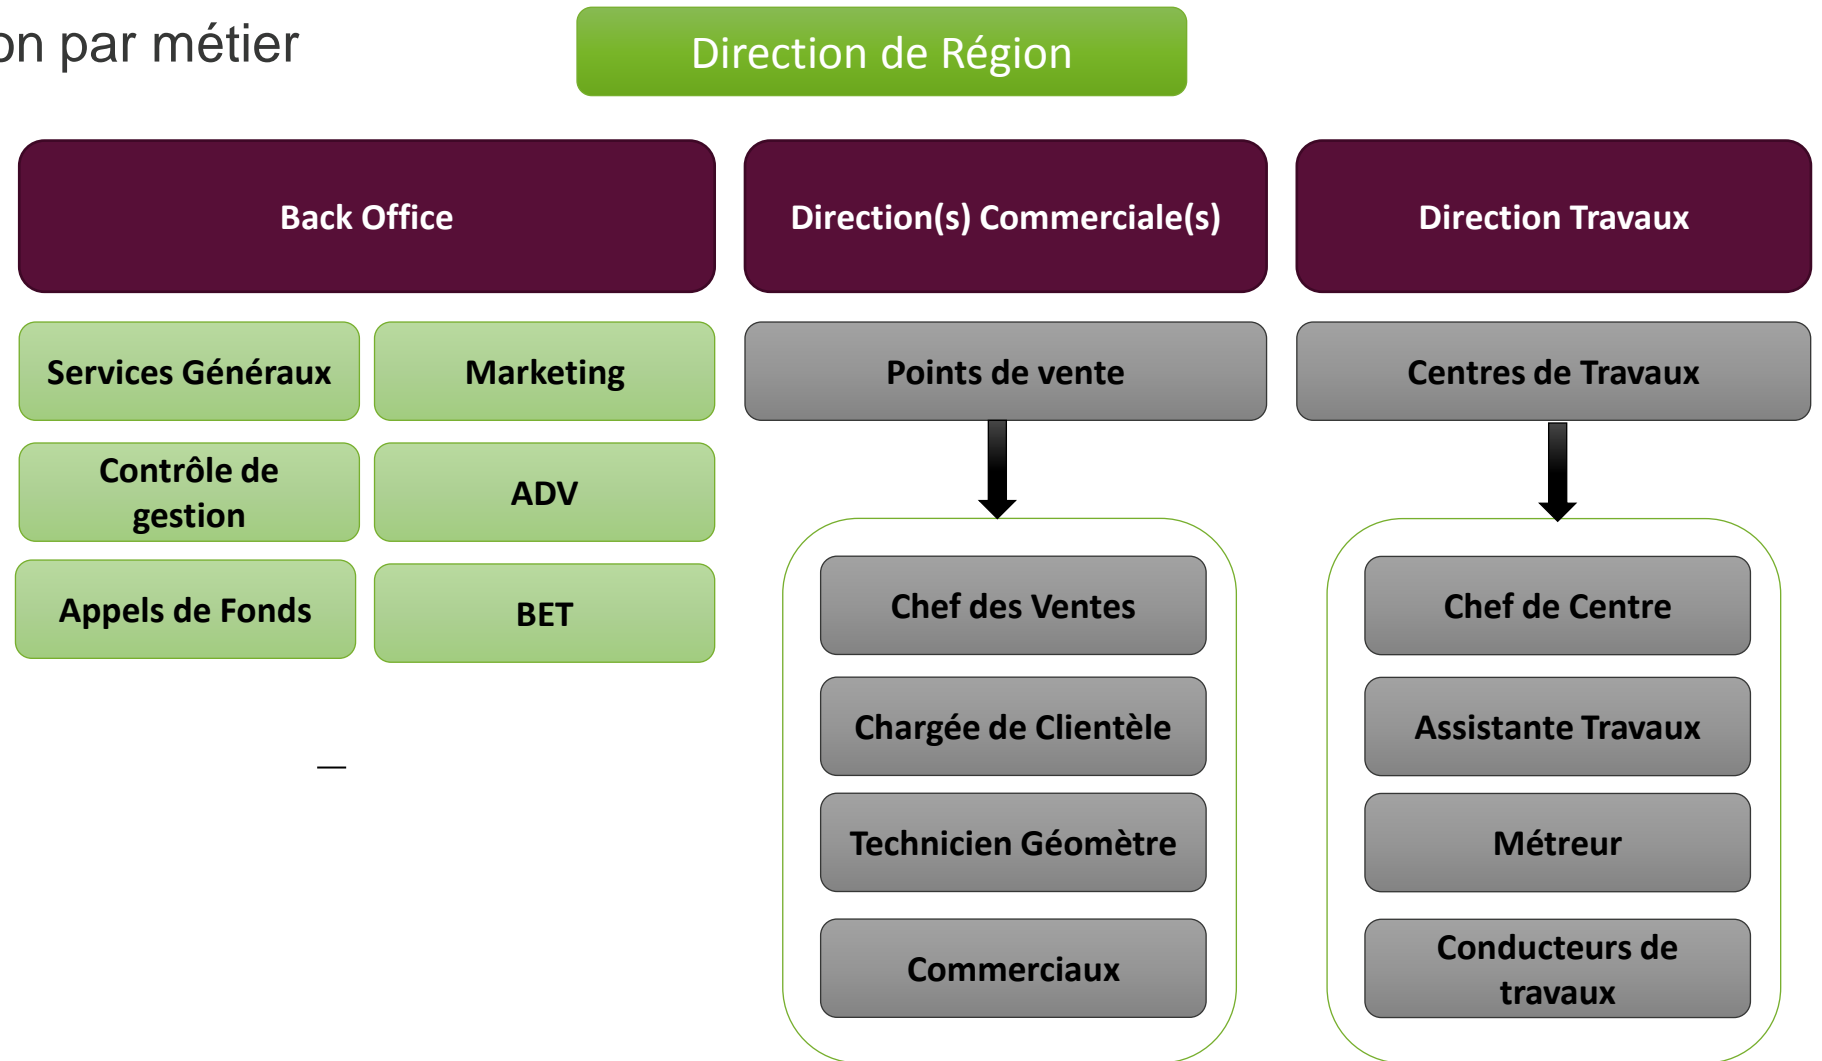 on par métier
Direction de Région
Back Office
Direction(s) Commerciale(s)
Direction Travaux
Services Généraux
Marketing
Points de vente
Centres de Travaux
Contrôle de
gestion
ADV
Appels de Fonds
BET
Chef des Ventes
Chef de Centre
Chargée de Clientèle
Assistante Travaux
Technicien Géomètre
Métreur
Commerciaux
Conducteurs de
travaux